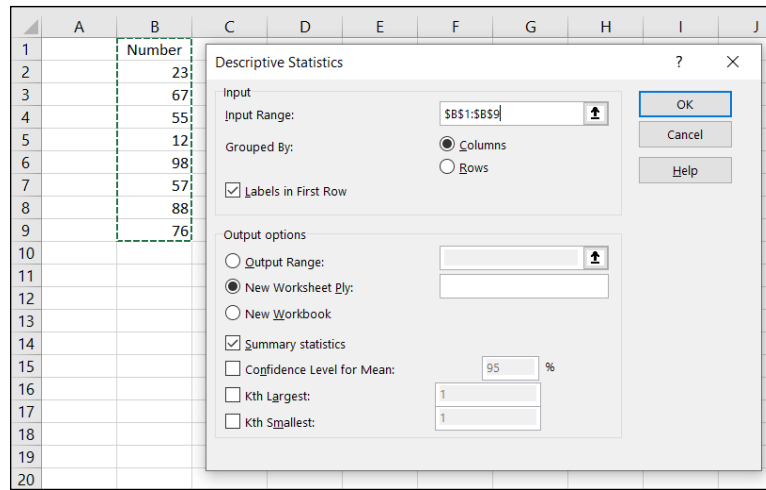 A B C D E F G H I J
1 Number
2 23
3 67
4 55
5 12
6 98
7 57
8 88
9 76
10
11
12
13
14
15
16
17
18
19
20
Descriptive Statistics ? ×
Input
Input Range: $B$1:$B$9
Grouped By: Columns
Rows
Labels in First Row
OK
Cancel
Help
Output options
Output Range:
New Worksheet Ply:
New Workbook
Summary statistics
Confidence Level for Mean: 95 %
Kth Largest: 1
Kth Smallest: 1